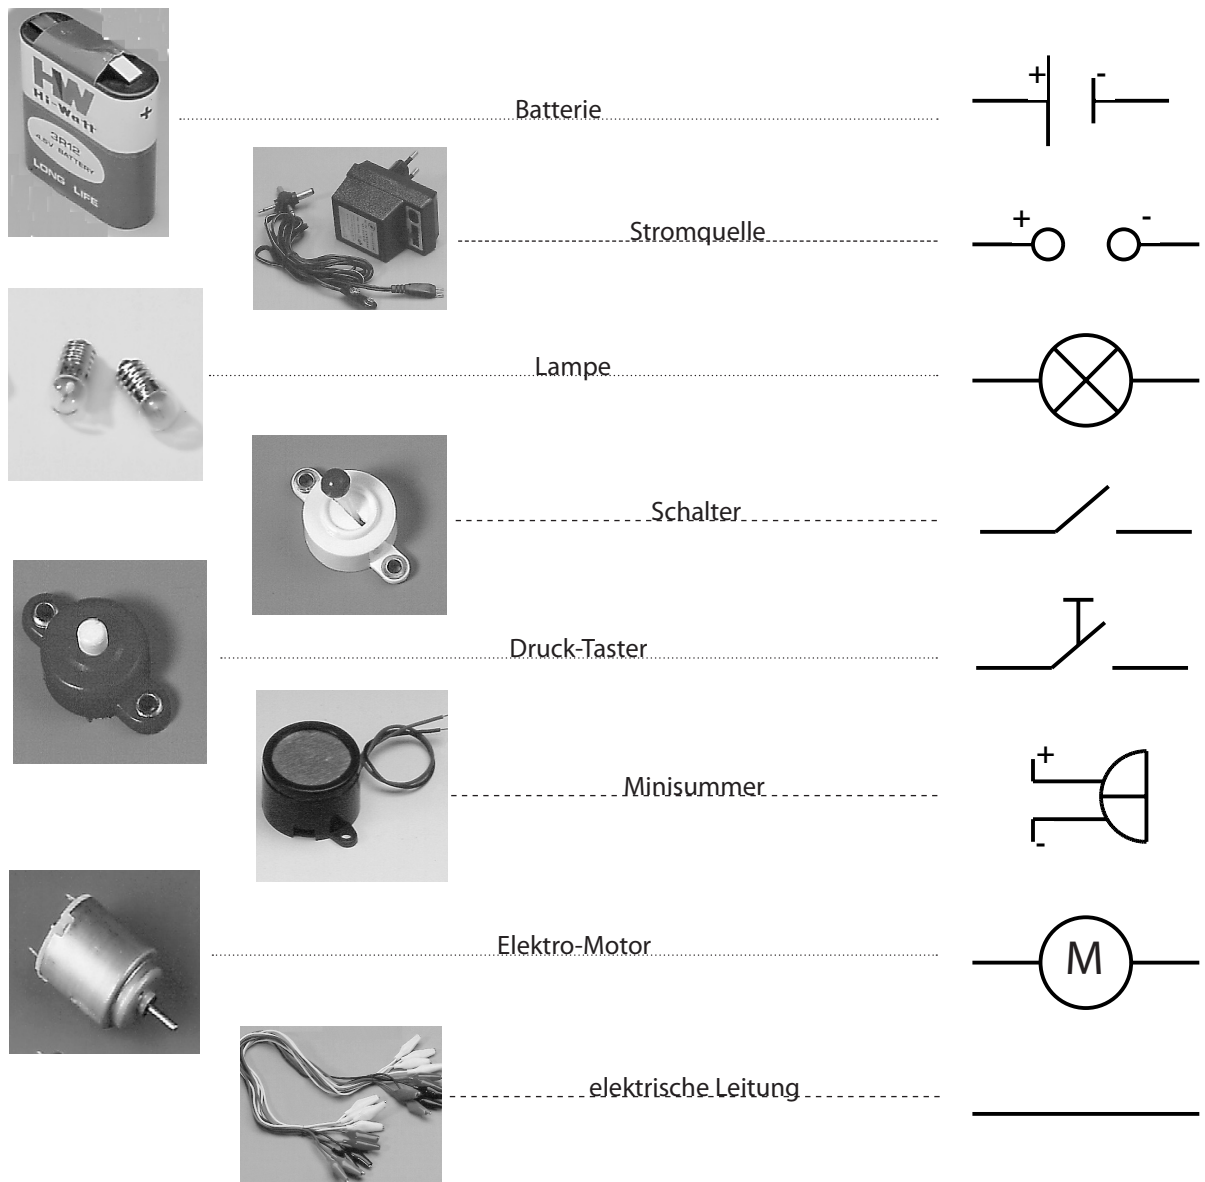 HW
Hi-Watt
+
3R12
4.5V BATTERY
LONG LIFE
Batterie
+ -
Stromquelle
+ -
Lampe
Schalter
Druck-Taster
Minisummer
+
-
Elektro-Motor
M
elektrische Leitung